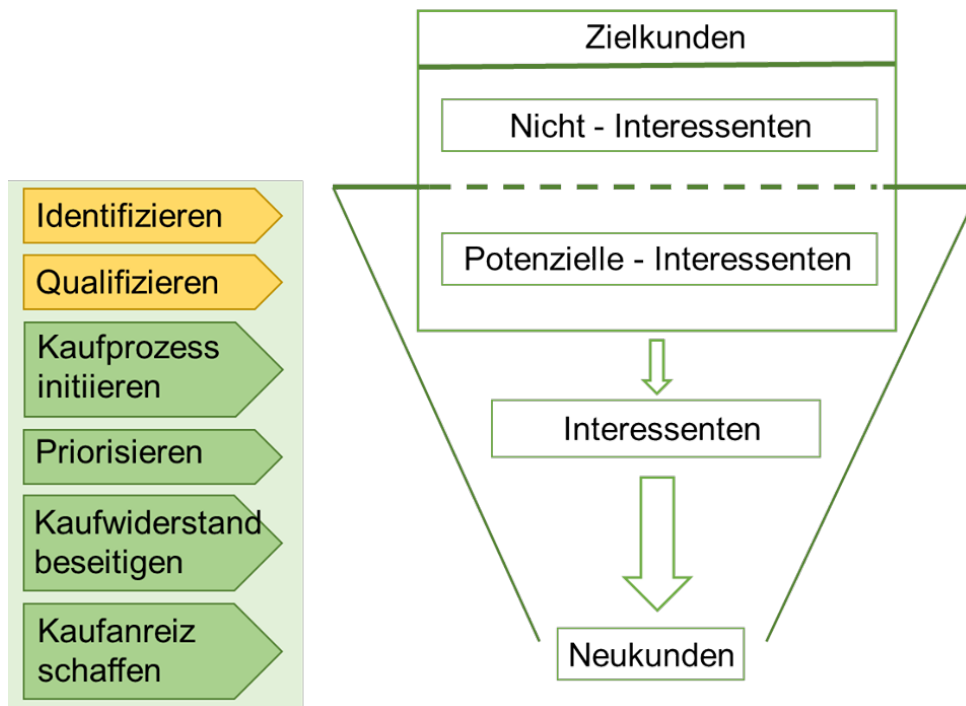 Zielkunden
Nicht - Interessenten
Potenzielle - Interessenten
Interessenten
Neukunden
Identifizieren
Qualifizieren
Kaufprozess
initiieren
Priorisieren
Kaufwiderstand
beseitigen
Kaufanreiz
schaffen